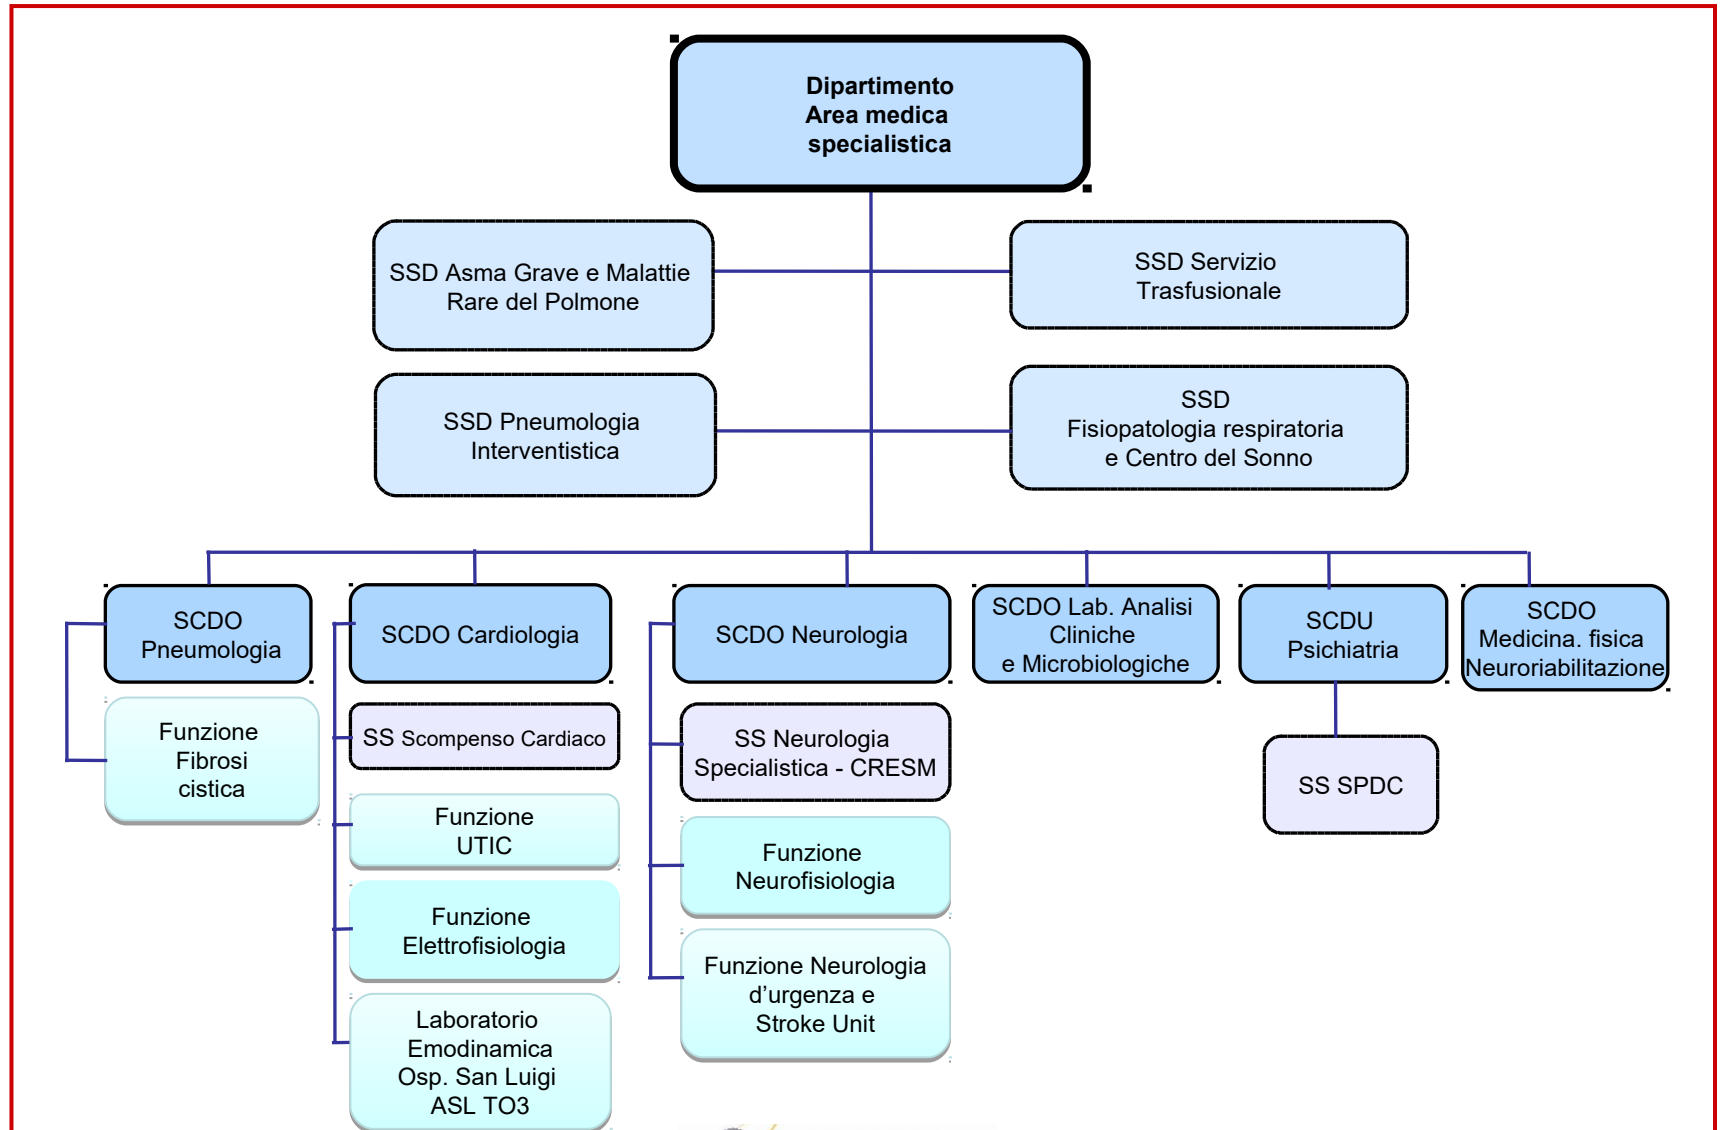 Dipartimento
Area medica
specialistica
SSD Asma Grave e Malattie
Rare del Polmone
SSD Servizio
Trasfusionale
SSD Pneumologia
Interventistica
SSD
Fisiopatologia respiratoria
e Centro del Sonno
SCDO
Pneumologia
SCDO Cardiologia
SCDO Neurologia
SCDO Lab. Analisi
Cliniche
e Microbiologiche
SCDU
Psichiatria
SCDO
Medicina. fisica
Neuroriabilitazione
Funzione
Fibrosi
cistica
SS Scompenso Cardiaco
SS Neurologia
Specialistica - CRESM
SS SPDC
Funzione
UTIC
Funzione
Neurofisiologia
Funzione
Elettrofisiologia
Funzione Neurologia
d'urgenza e
Stroke Unit
Laboratorio
Emodinamica
Osp. San Luigi
ASL TO3